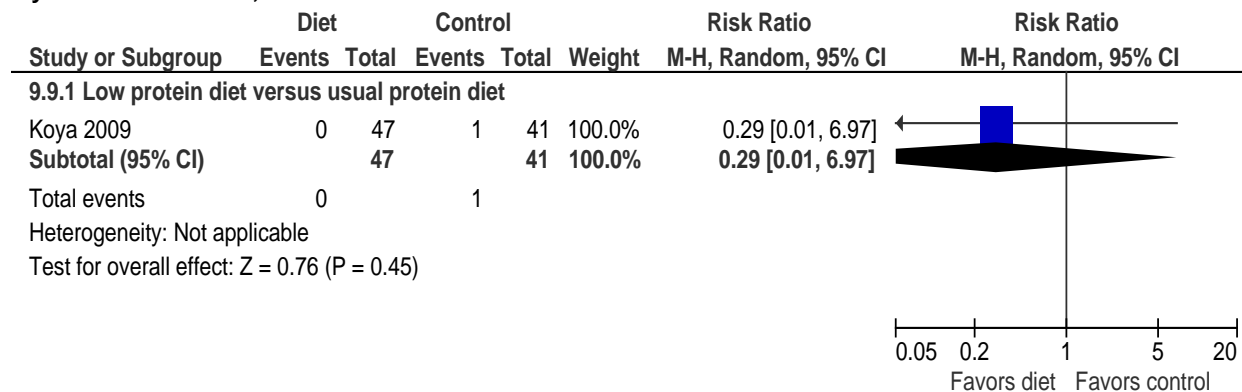 Diet Control Risk Ratio Risk Ratio
Study or Subgroup Events Total Events Total Weight M-H, Random, 95% CI M-H, Random, 95% CI
9.9.1 Low protein diet versus usual protein diet
Koya 2009 0 47 1 41 100.0% 0.29 [0.01, 6.97]
Subtotal (95% CI) 47 41 100.0% 0.29 [0.01, 6.97]
Total events 0 1
Heterogeneity: Not applicable
Test for overall effect: Z = 0.76 (P = 0.45)
0.05 0.2 1 5 20
Favors diet Favors control